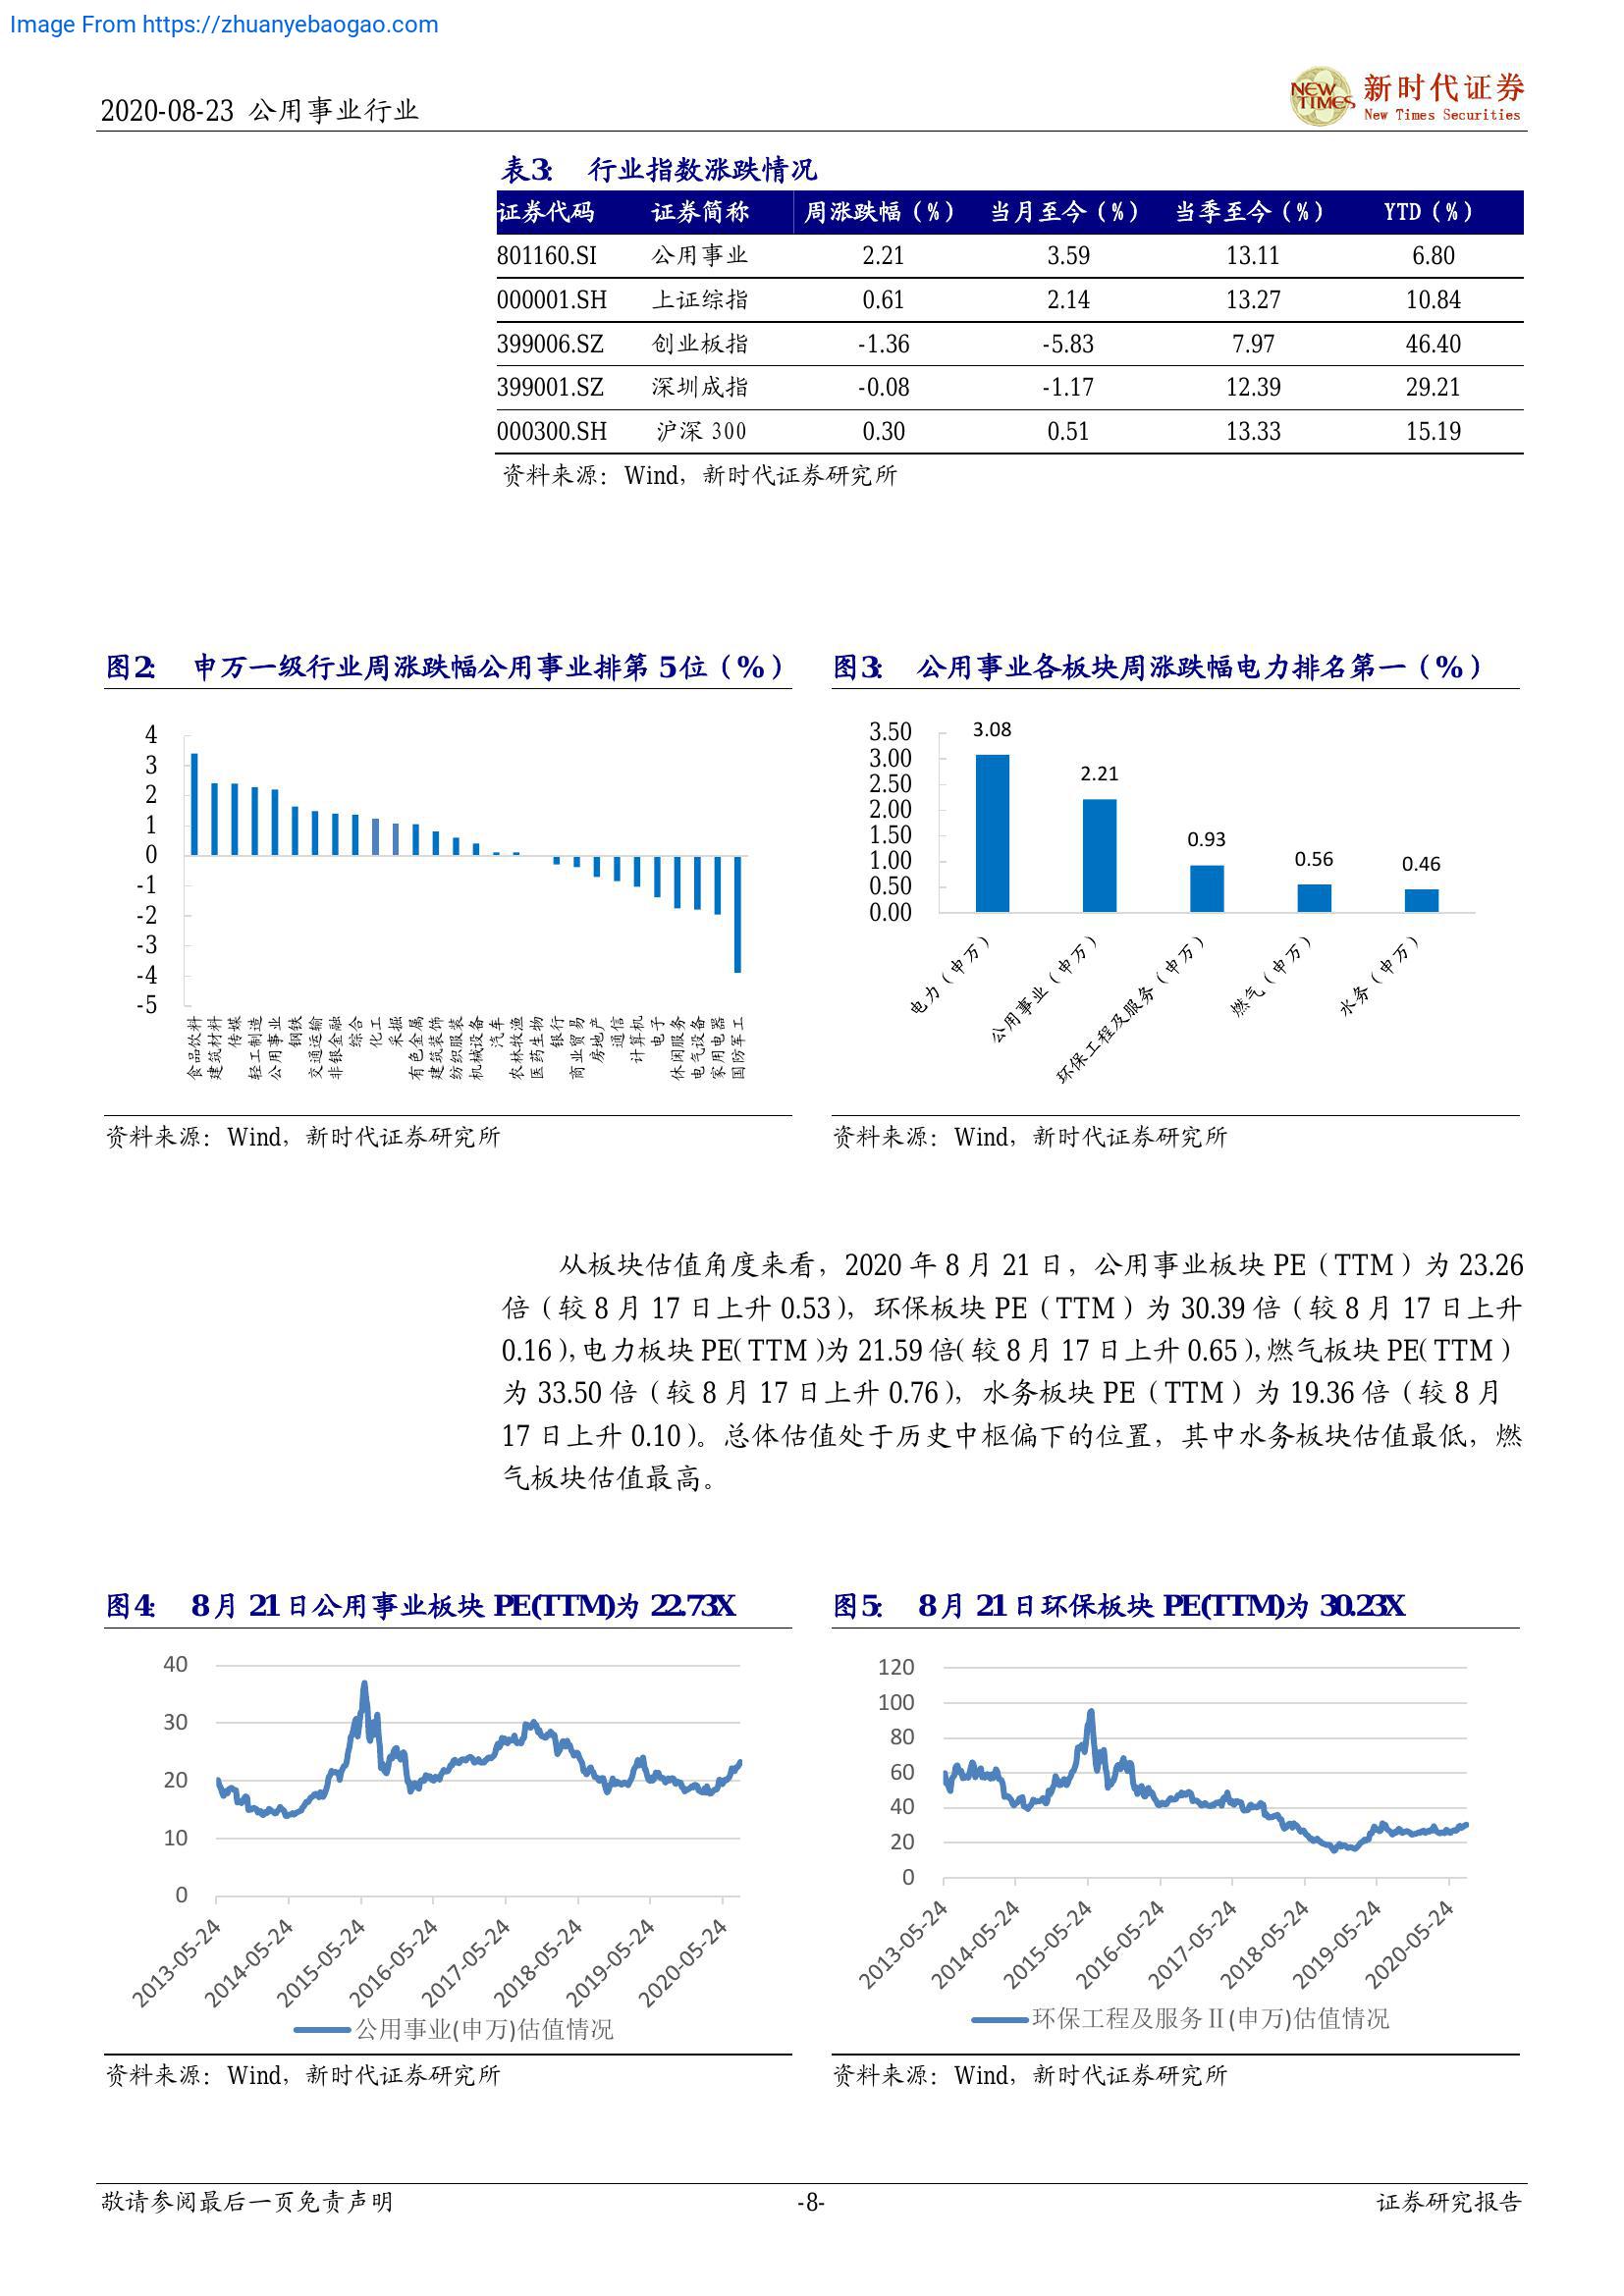 Image From https://zhuanyebaogao.com
2020-08-23 公用事业行业
NEW TIMES
新时代证券
New Times Securities
表3： 行业指数涨跌情况
证券代码 证券简称 周涨跌幅（%） 当月至今（%） 当季至今（%） YTD（%）
801160.SI 公用事业 2.21 3.59 13.11 6.80
000001.SH 上证综指 0.61 2.14 13.27 10.84
399006.SZ 创业板指 -1.36 -5.83 7.97 46.40
399001.SZ 深圳成指 -0.08 -1.17 12.39 29.21
000300.SH 沪深 300 0.30 0.51 13.33 15.19
资料来源：Wind，新时代证券研究所
图2： 申万一级行业周涨跌幅公用事业排第 5 位（%）
4
3
2
1
0
-1
-2
-3
-4
-5
食品饮料
建筑材料
传媒
轻工制造
公用事业
钢铁
交通运输
非银金融
综合
化工
采掘
有色金属
建筑装饰
纺织服装
机械设备
汽车
农林牧渔
医药生物
银行
商业贸易
房地产
通信
计算机
电子
休闲服务
电气设备
家用电器
国防军工
资料来源：Wind，新时代证券研究所
图3： 公用事业各板块周涨跌幅电力排名第一（%）
3.50
3.00
2.50
2.00
1.50
1.00
0.50
0.00
3.08
2.21
0.93
0.56
0.46
电力（申万）
公用事业（申万）
环保工程及服务（申万）
燃气（申万）
水务（申万）
资料来源：Wind，新时代证券研究所
从板块估值角度来看，2020 年 8 月 21 日，公用事业板块 PE（TTM）为 23.26
倍（较 8 月 17 日上升 0.53），环保板块 PE（TTM）为 30.39 倍（较 8 月 17 日上升
0.16），电力板块 PE（TTM）为 21.59 倍（较 8 月 17 日上升 0.65），燃气板块 PE（TTM）
为 33.50 倍（较 8 月 17 日上升 0.76），水务板块 PE（TTM）为 19.36 倍（较 8 月
17 日上升 0.10）。总体估值处于历史中枢偏下的位置，其中水务板块估值最低，燃
气板块估值最高。
图4： 8 月 21 日公用事业板块 PE(TTM)为 22.73X
40
30
20
10
0
2013-05-24
2014-05-24
2015-05-24
2016-05-24
2017-05-24
2018-05-24
2019-05-24
2020-05-24
公用事业(申万)估值情况
资料来源：Wind，新时代证券研究所
图5： 8 月 21 日环保板块 PE(TTM)为 30.23X
120
100
80
60
40
20
0
2013-05-24
2014-05-24
2015-05-24
2016-05-24
2017-05-24
2018-05-24
2019-05-24
2020-05-24
环保工程及服务Ⅱ(申万)估值情况
资料来源：Wind，新时代证券研究所
敬请参阅最后一页免责声明 -8- 证券研究报告